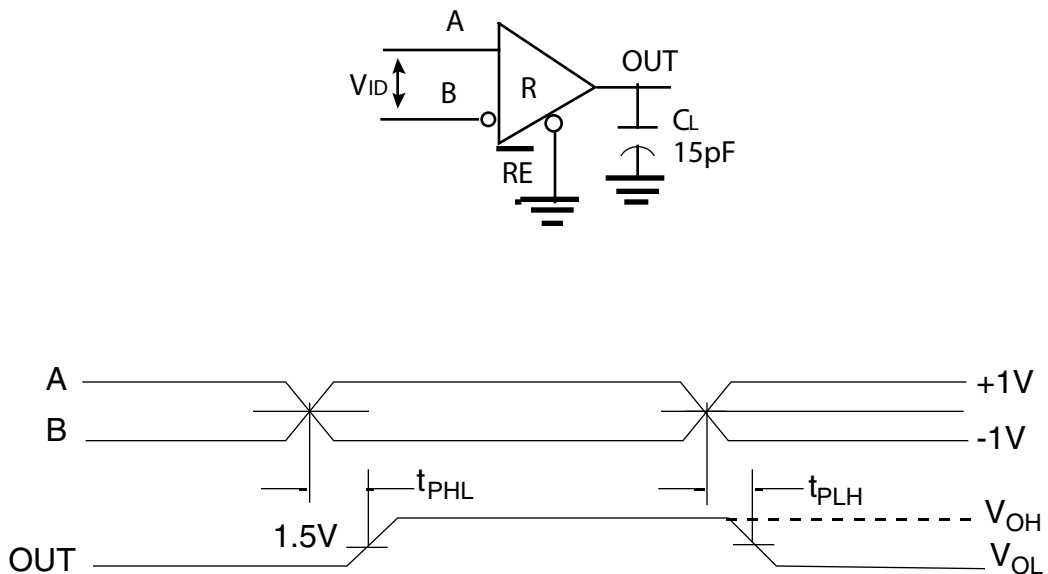 A
OUT
VID
B
R
CL
15pF
RE
A
+1V
B
-1V
tPHL
tPLH
1.5V
VOH
OUT
VOL